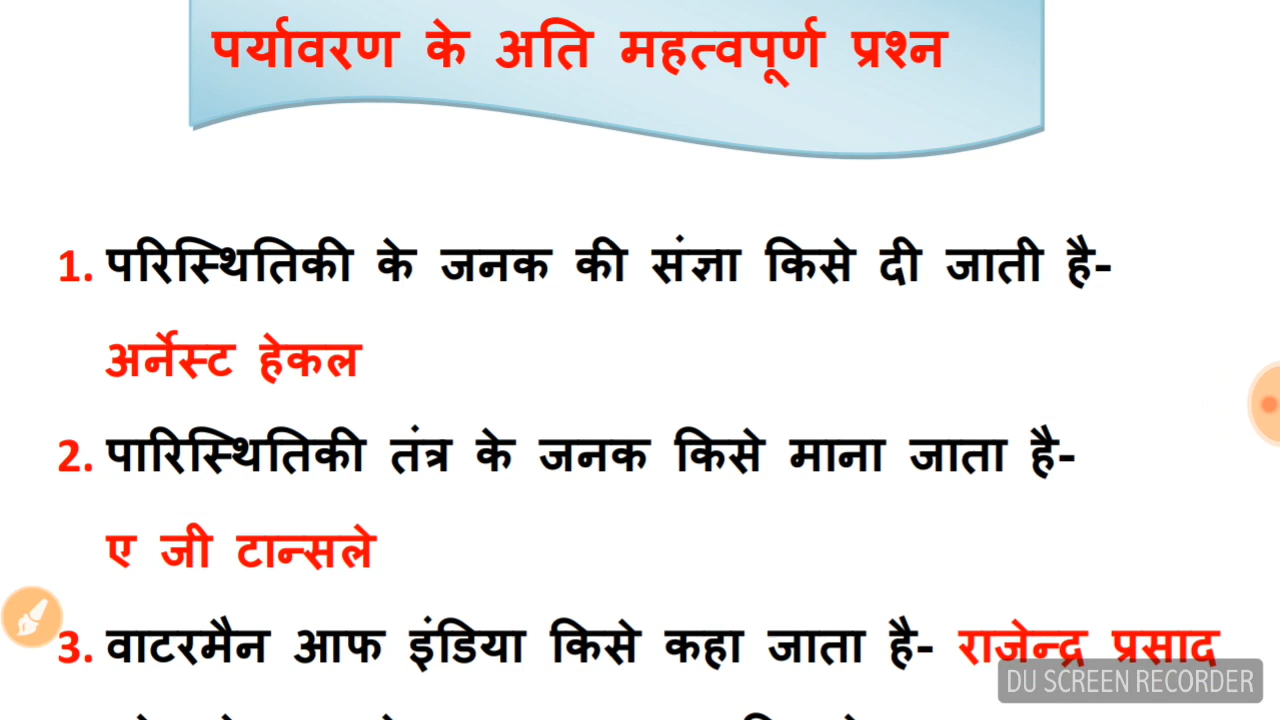 पर्यावरण के अति महत्वपूर्ण प्रश्न
1. परिस्थितिकी के जनक की संज्ञा किसे दी जाती है-
अर्नेस्ट हेकल
2. पारिस्थितिकी तंत्र के जनक किसे माना जाता है-
ए जी टान्सले
3. वाटरमैन आफ इंडिया किसे कहा जाता है- राजेन्द्र प्रसाद
DU SCREEN RECORDER